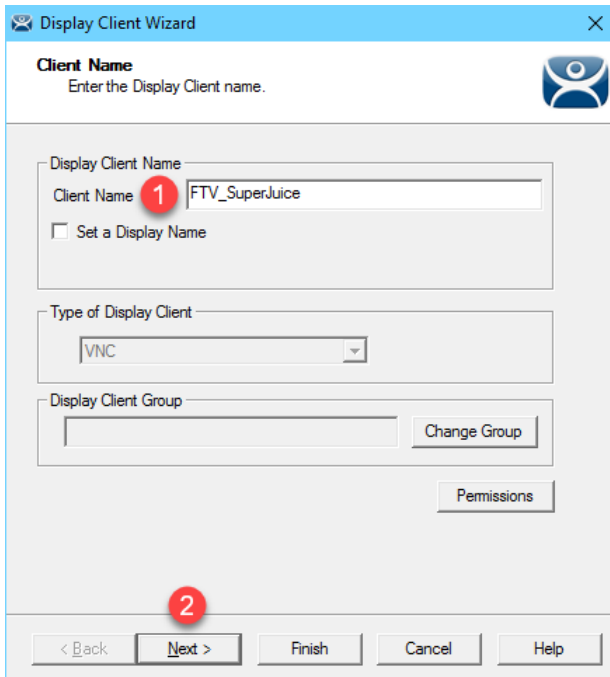 Display Client Wizard
Client Name
Enter the Display Client name.
Display Client Name
Client Name 1 FTV_SuperJuice
Set a Display Name
Type of Display Client
VNC
Display Client Group
Change Group
Permissions
2
< Back Next > Finish Cancel Help